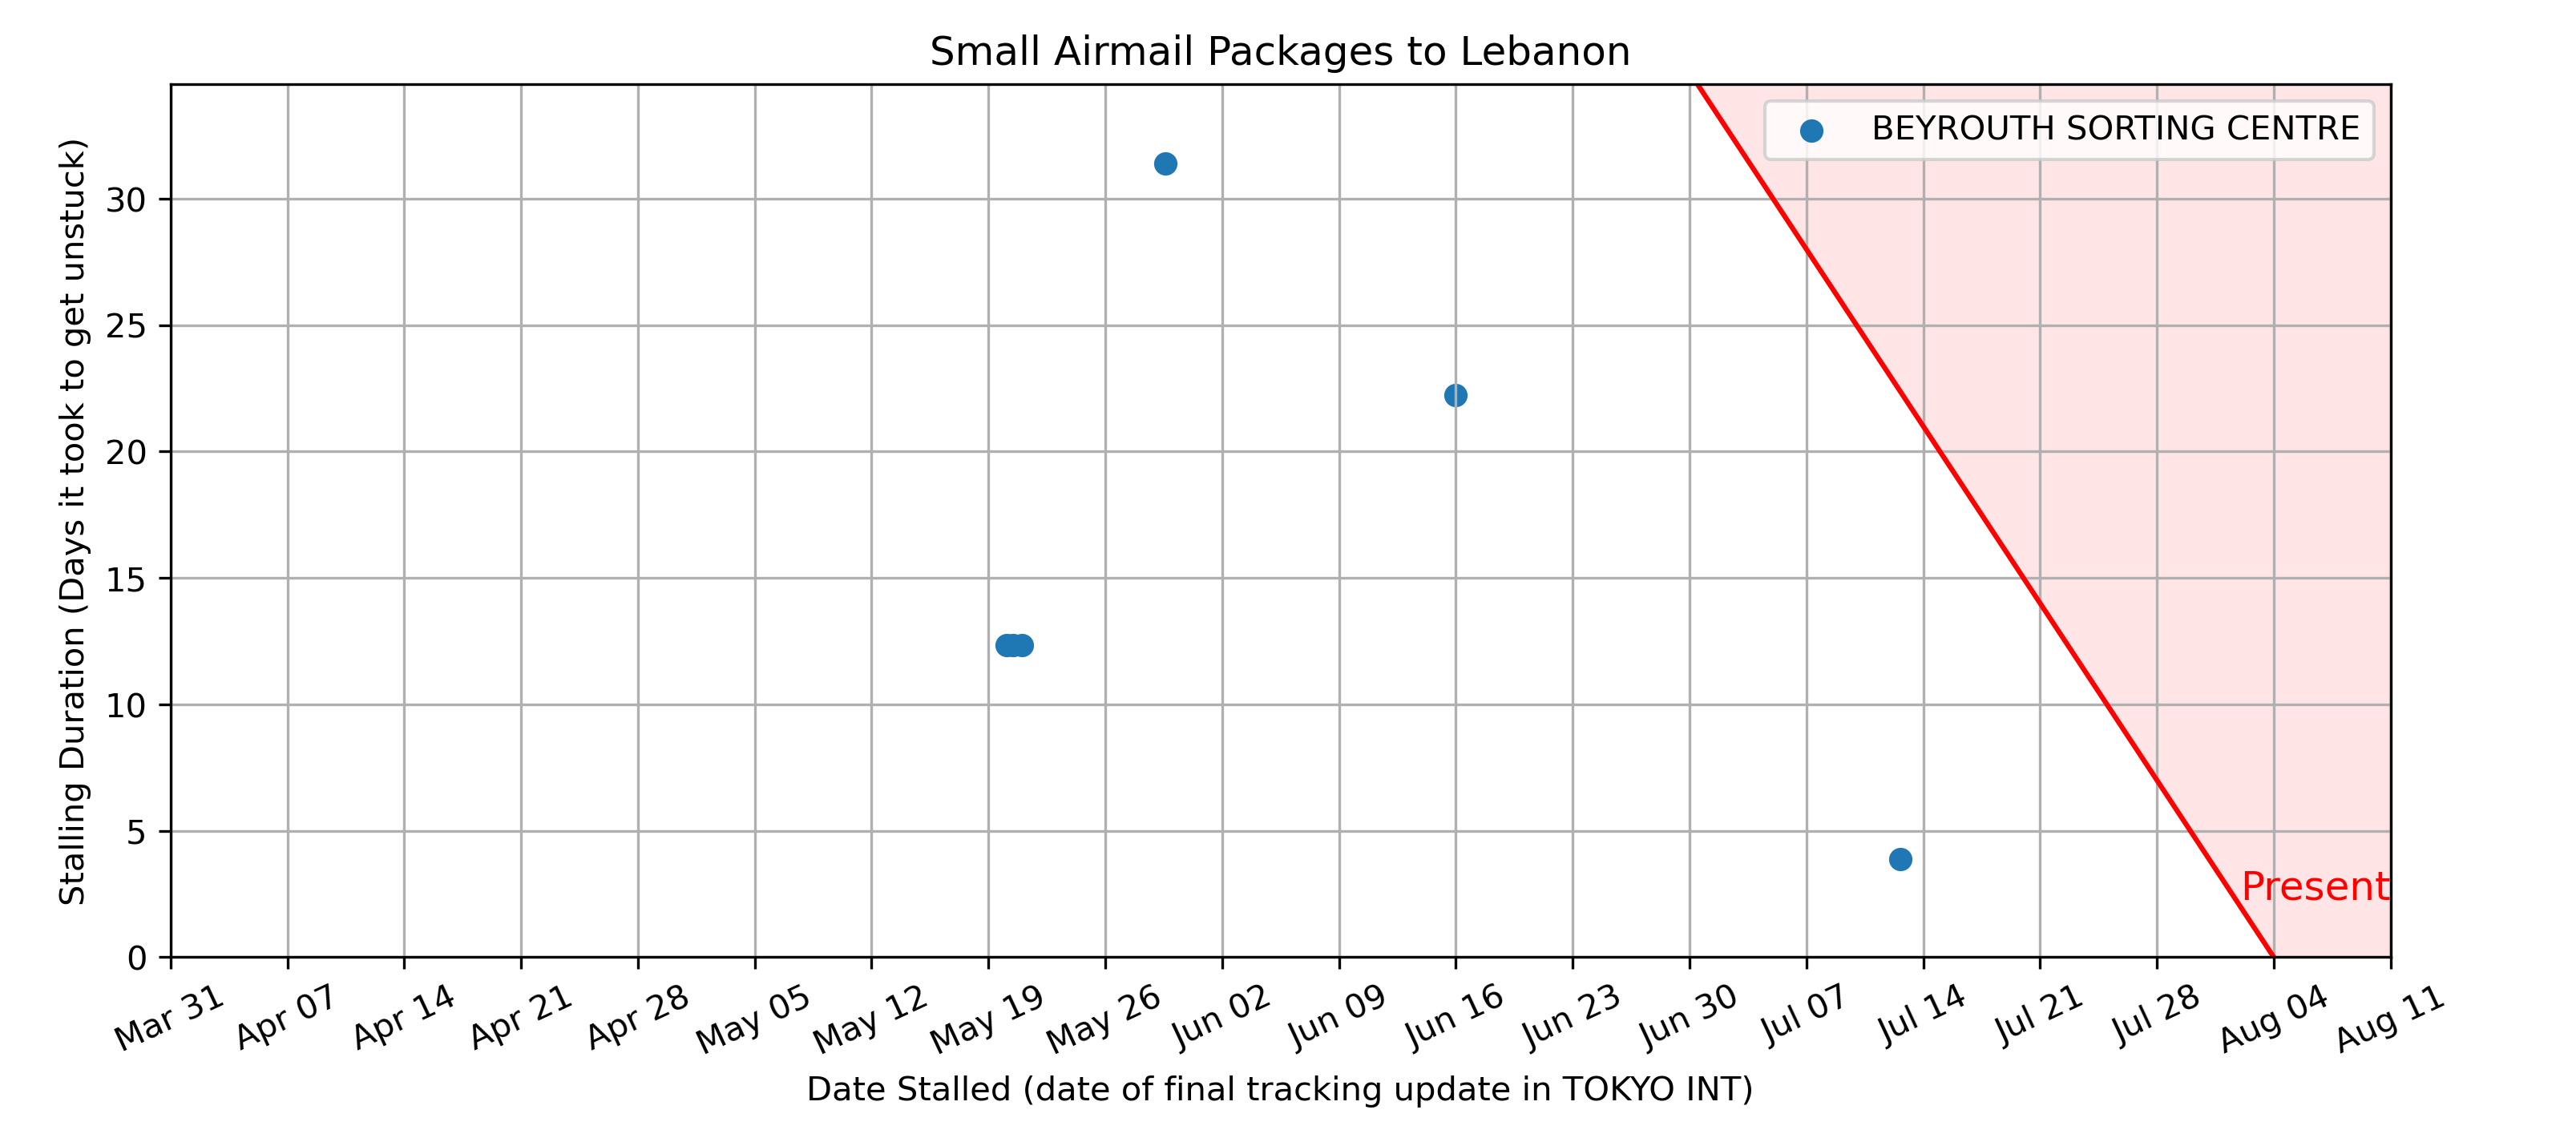 Small Airmail Packages to Lebanon
BEYROUTH SORTING CENTRE
Stalling Duration (Days it took to get unstuck)
30
25
20
15
10
5
0
Present
Mar 31
Apr 07
Apr 14
Apr 21
Apr 28
May 05
May 12
May 19
May 26
Jun 02
Jun 09
Jun 16
Jun 23
Jun 30
Jul 07
Jul 14
Jul 21
Jul 28
Aug 04
Aug 11
Date Stalled (date of final tracking update in TOKYO INT)